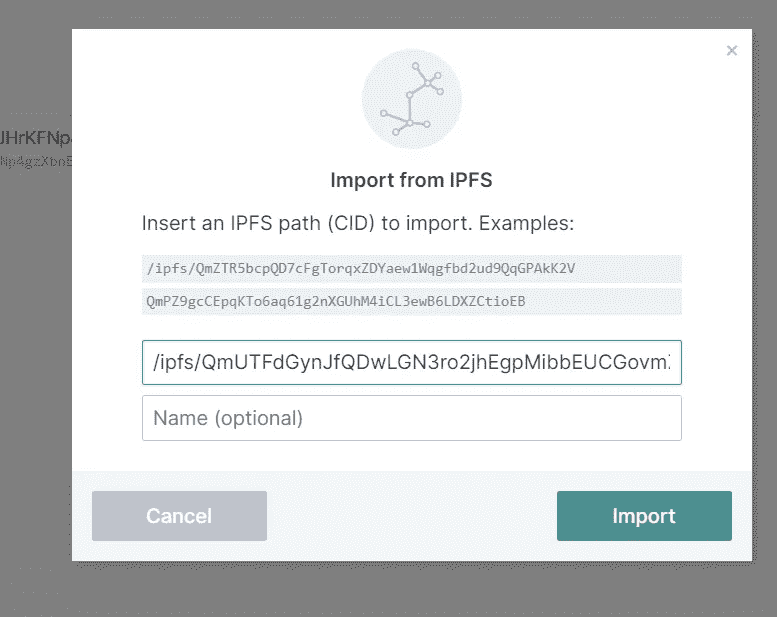 ×
JHrKFNp
Np4gzXbn
Import from IPFS
Insert an IPFS path (CID) to import. Examples:
/ipfs/QmZTR5bcpQD7cFgTorqxZDYaew1Wqgfbd2ud9QqGPAkK2V
QmPZ9gcCEpqKTo6aq61g2nXGUhM4iCL3ewB6LDXZCtioEB
/ipfs/QmUTFdGynJfQDwLGN3ro2jhEgpMibbEUCGovm
Name (optional)
Cancel
Import